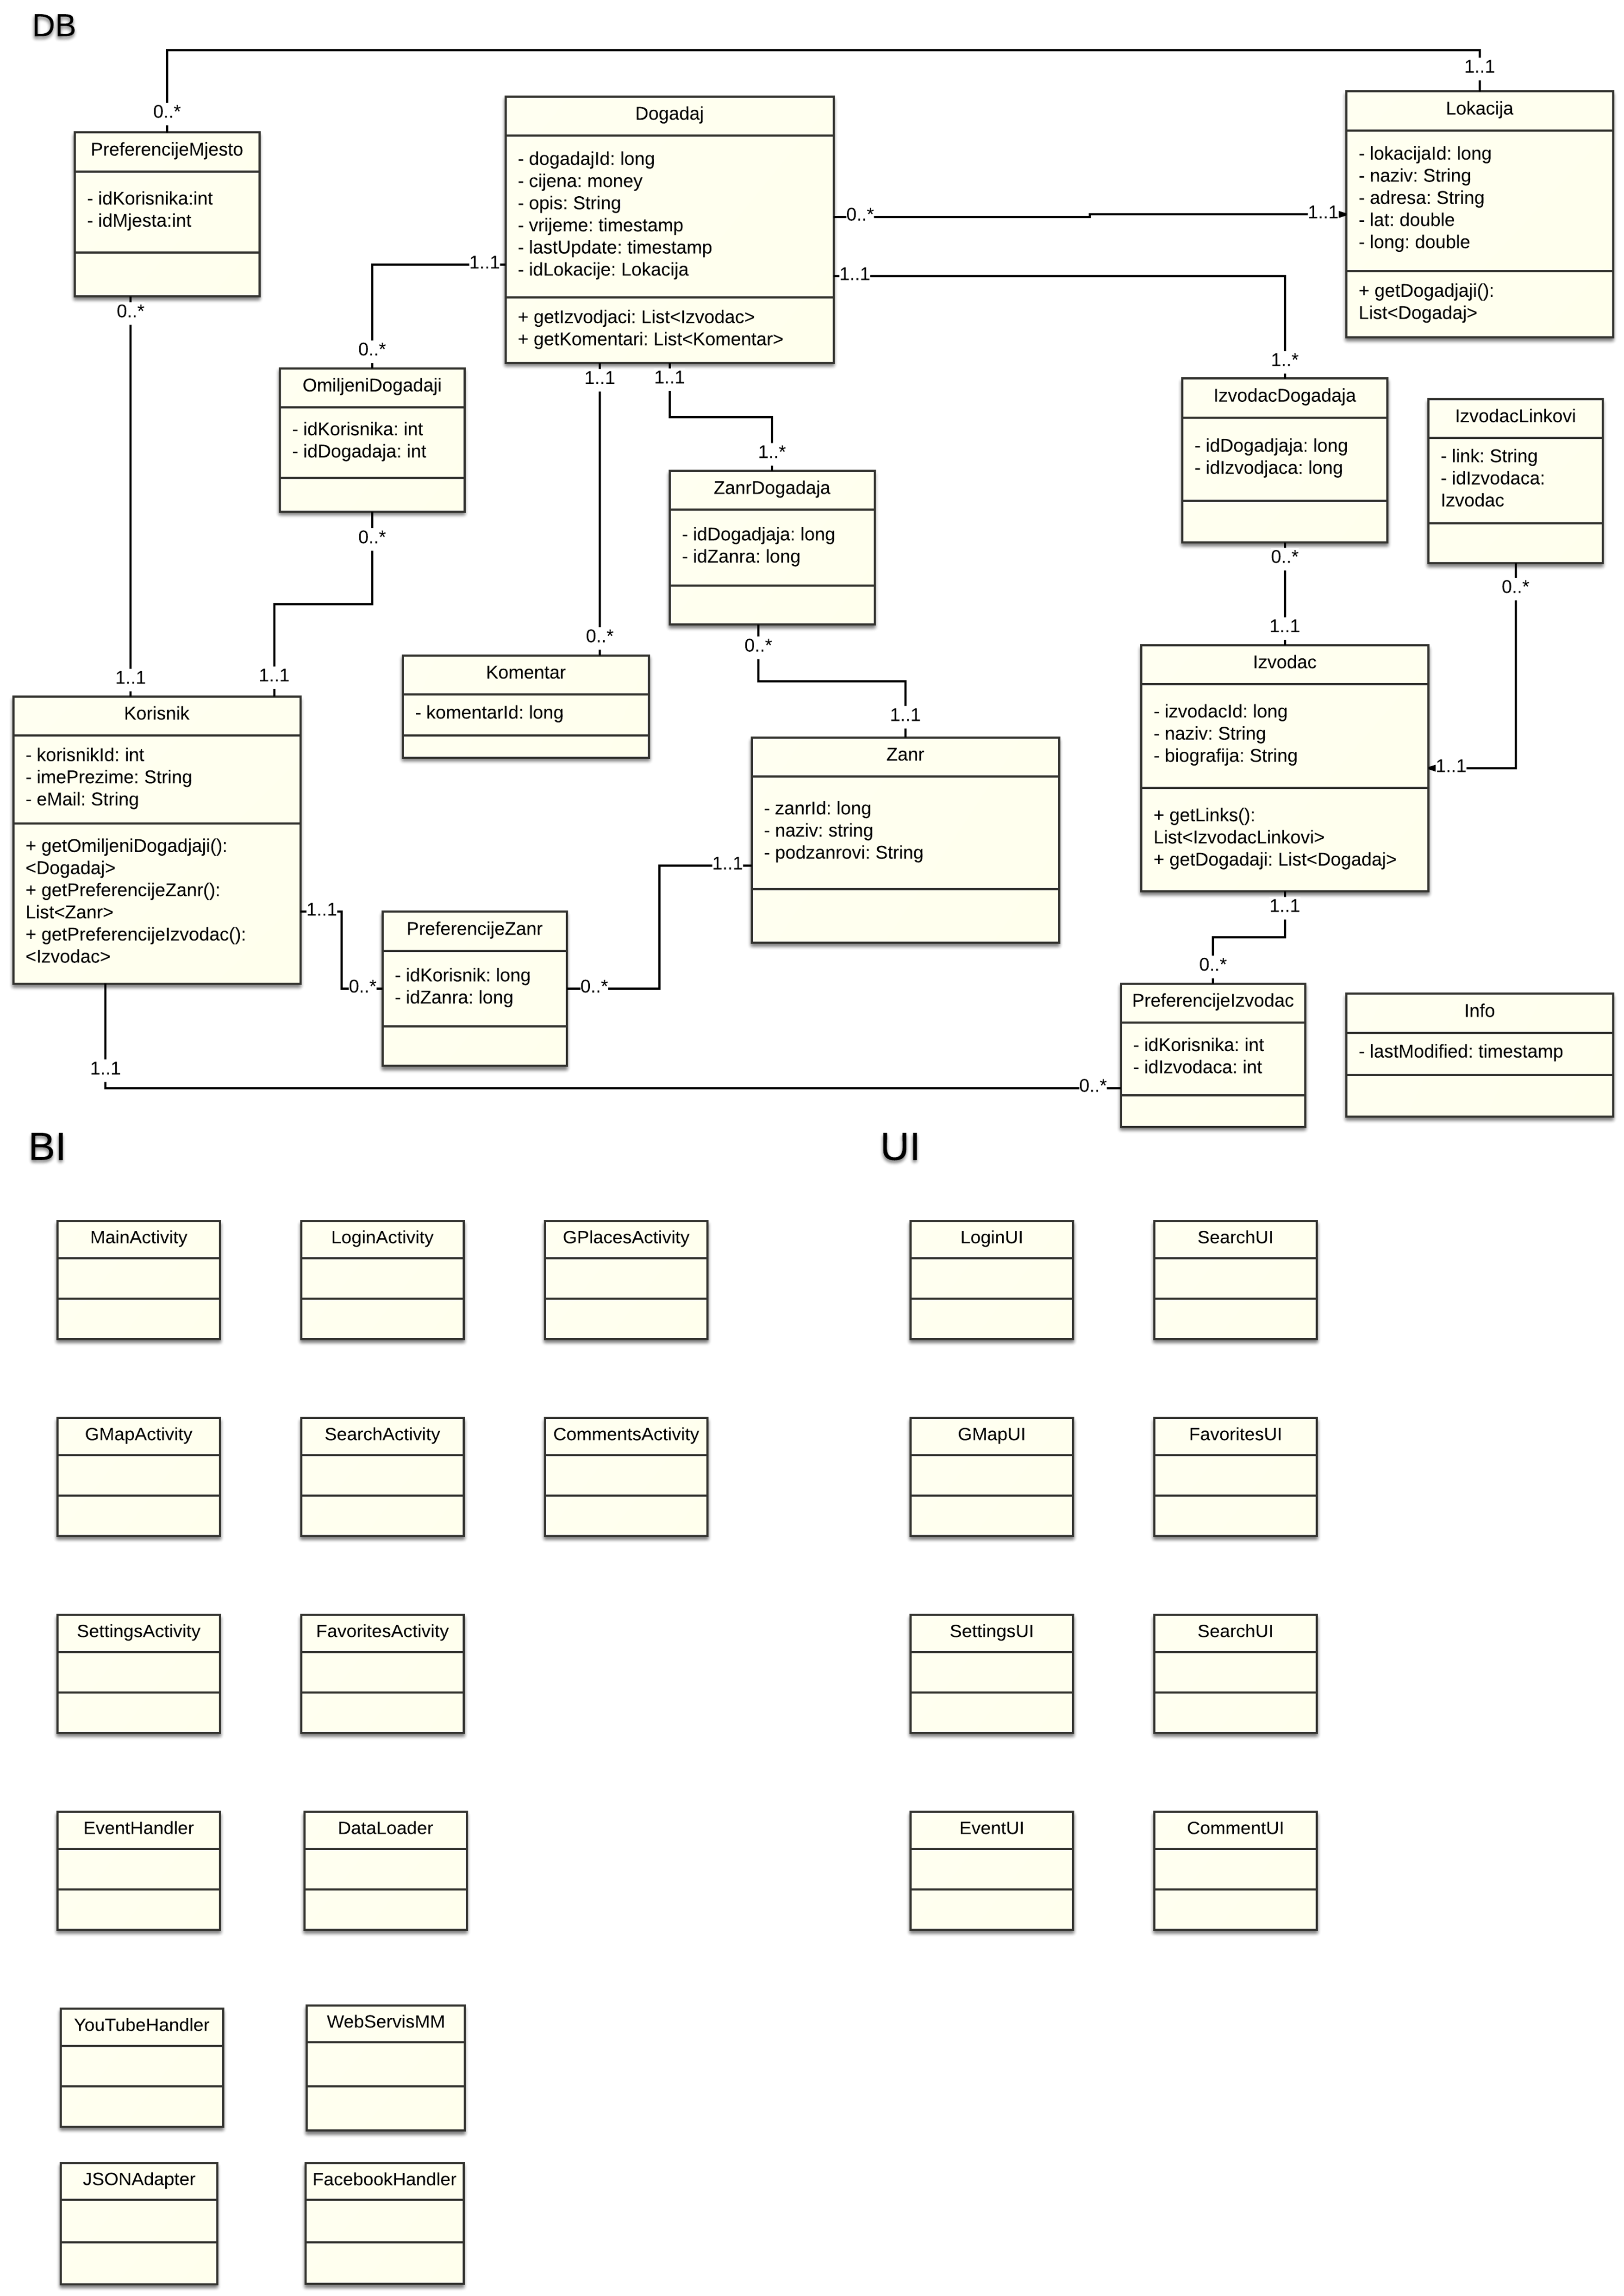 DB
0..*
1..1
PreferencijeMjesto
- idKorisnika:int
- idMjesta:int
0..*
1..1
Dogadaj
- dogadajId: long
- cijena: money
- opis: String
- vrijeme: timestamp
- lastUpdate: timestamp
- idLokacije: Lokacija
+ getIzvodjaci: List<Izvodac>
+ getKomentari: List<Komentar>
0..*
1..1
Lokacija
- lokacijaId: long
- naziv: String
- adresa: String
- lat: double
- long: double
+ getDogadjaji():
List<Dogadaj>
1..1
0..*
OmiljeniDogadaji
- idKorisnika: int
- idDogadaja: int
0..*
1..1
1..1
1..*
IzvodacDogadaja
- idDogadjaja: long
- idIzvodjaca: long
0..*
1..1
IzvodacLinkovi
- link: String
- idIzvodaca:
Izvodac
0..*
1..1
1..1
0..*
1..1
1..*
ZanrDogadaja
- idDogadjaja: long
- idZanra: long
0..*
1..1
Komentar
- komentarId: long
Korisnik
- korisnikId: int
- imePrezime: String
- eMail: String
+ getOmiljeniDogadjaji():
<Dogadaj>
+ getPreferencijeZanr():
List<Zanr>
+ getPreferencijeIzvodac():
<Izvodac>
Zanr
- zanrId: long
- naziv: string
- podzanrovi: String
Izvodac
- izvodacId: long
- naziv: String
- biografija: String
+ getLinks():
List<IzvodacLinkovi>
+ getDogadaji: List<Dogadaj>
1..1
0..*
PreferencijeZanr
- idKorisnik: long
- idZanra: long
0..*
1..1
1..1
0..*
PreferencijeIzvodac
- idKorisnika: int
- idIzvodaca: int
Info
- lastModified: timestamp
1..1
0..*
BI
MainActivity
LoginActivity
GPlacesActivity
GMapActivity
SearchActivity
CommentsActivity
SettingsActivity
FavoritesActivity
EventHandler
DataLoader
YouTubeHandler
WebServisMM
JSONAdapter
FacebookHandler
UI
LoginUI
SearchUI
GMapUI
FavoritesUI
SettingsUI
SearchUI
EventUI
CommentUI